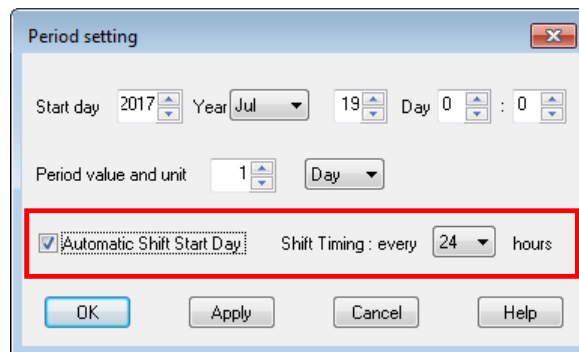 Period setting
Start day 2017 Year Jul 19 Day 0 : 0
Period value and unit 1 Day
Automatic Shift Start Day Shift Timing : every 24 hours
OK Apply Cancel Help